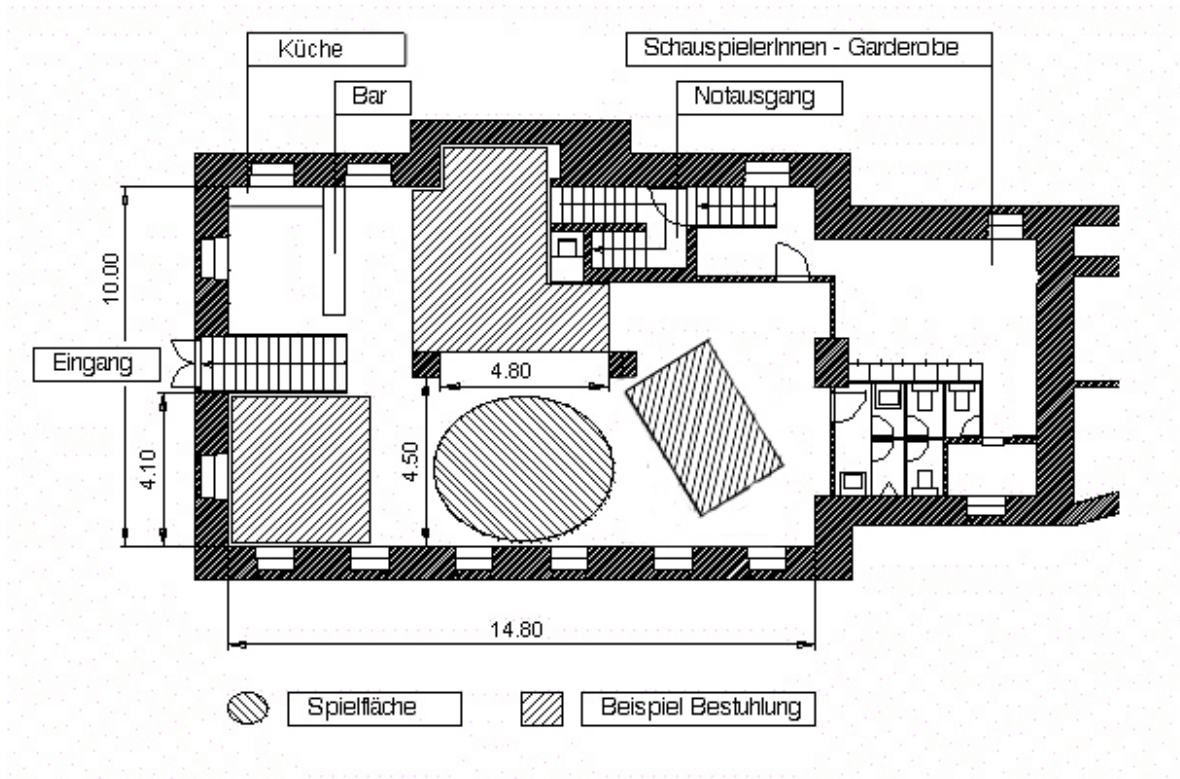 Küche
SchauspielerInnen - Garderobe
Bar
Notausgang
10.00
Eingang
4.80
4.10
4.50
14.80
Spielfläche
Beispiel Bestuhlung